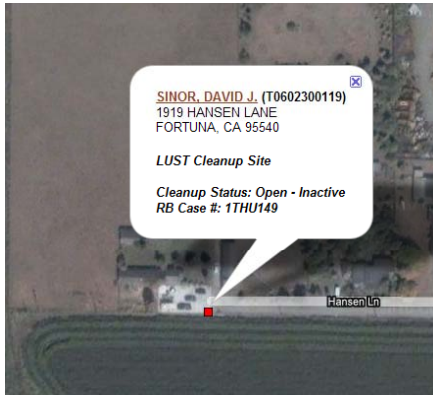 SINOR, DAVID J. (T0602300119)
1919 HANSEN LANE
FORTUNA, CA 95540
LUST Cleanup Site
Cleanup Status: Open - Inactive
RB Case #: 1THU149
Hansen Ln